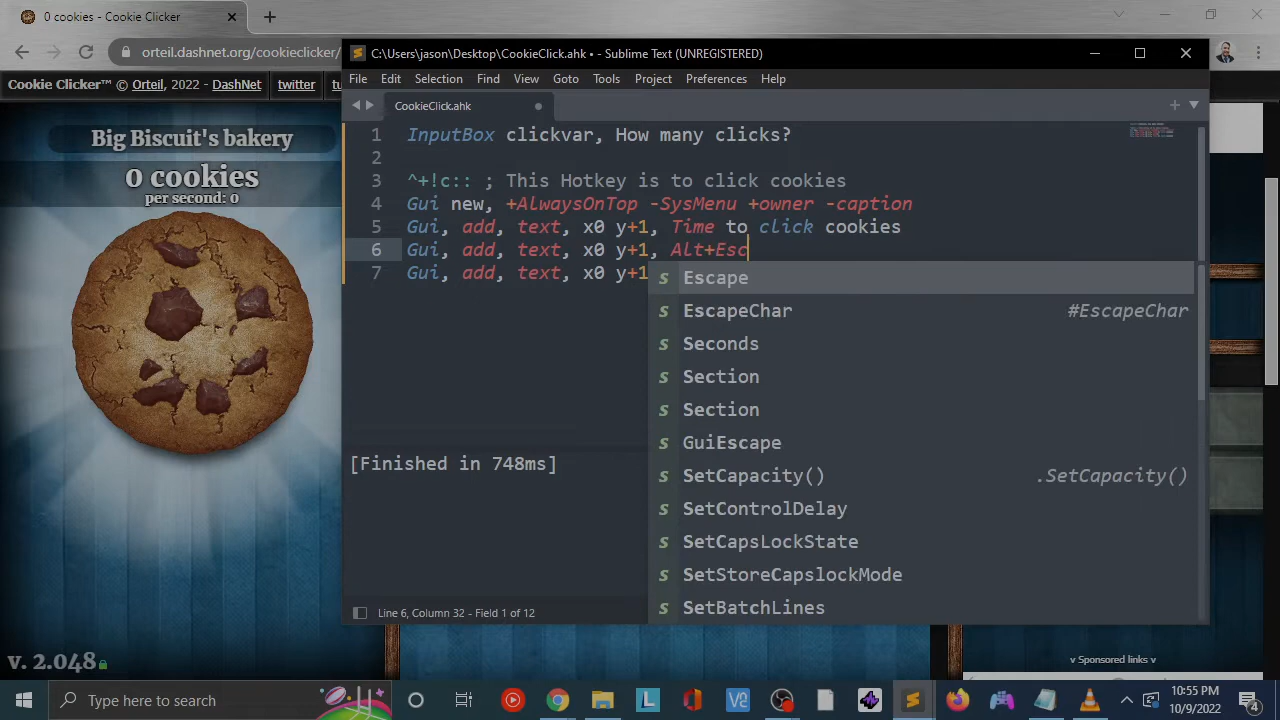 0 cookies - Cookie Clicker
orteil.dashnet.org/cookieclicker/
Cookie Clicker™ © Orteil, 2022 - DashNet
twitter
tu
Big Biscuit's bakery
0 cookies
per second: 0
v. 2.048
C:\Users\jason\Desktop\CookieClick.ahk • - Sublime Text (UNREGISTERED)
File Edit Selection Find View Goto Tools Project Preferences Help
CookieClick.ahk
1 InputBox clickvar, How many clicks?
2
3 ^+!c:: ; This Hotkey is to click cookies
4 Gui new, +AlwaysOnTop -SysMenu +owner -caption
5 Gui, add, text, x0 y+1, Time to click cookies
6 Gui, add, text, x0 y+1, Alt+Esc
7 Gui, add, text, x0 y+1
s Escape
s EscapeChar #EscapeChar
s Seconds
s Section
s Section
s GuiEscape
s SetCapacity() .SetCapacity()
s SetControlDelay
s SetCapsLockState
s SetStoreCapslockMode
s SetBatchLines
[Finished in 748ms]
Line 6, Column 32 - Field 1 of 12
v Sponsored links v
Type here to search
10:55 PM
10/9/2022
4